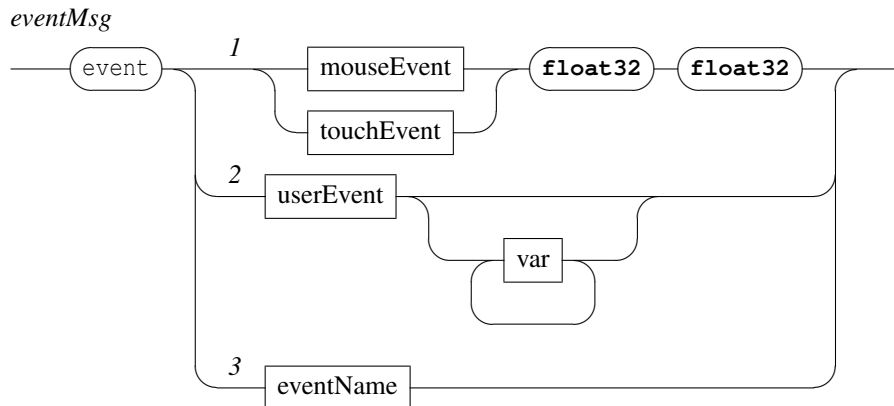 eventMsg
1
event mouseEvent float32 float32
touchEvent
2
userEvent
var
3
eventName